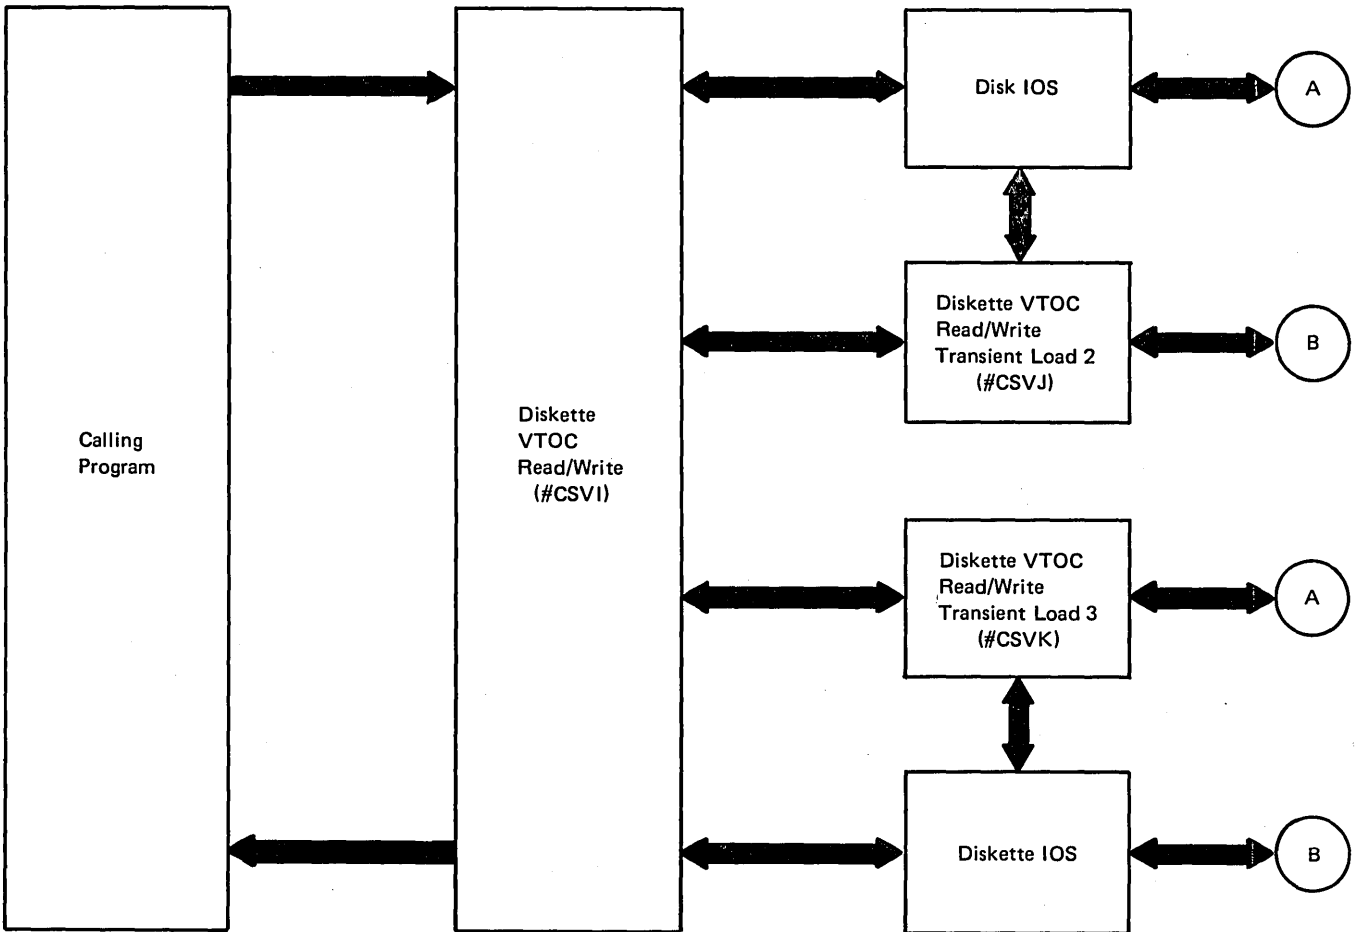 Calling
Program
Diskette
VTOC
Read/Write
(#CSVI)
Disk IOS
A
Diskette VTOC
Read/Write
Transient Load 2
(#CSVJ)
B
Diskette VTOC
Read/Write
Transient Load 3
(#CSVK)
A
Diskette IOS
B